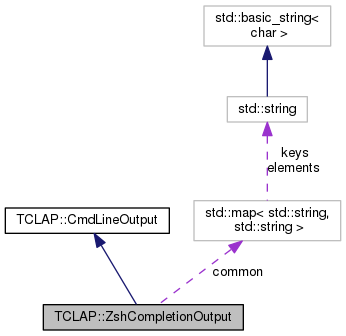 std::basic_string<
char >
std::string
keys
elements
TCLAP::CmdLineOutput
std::map< std::string,
std::string >
common
TCLAP::ZshCompletionOutput